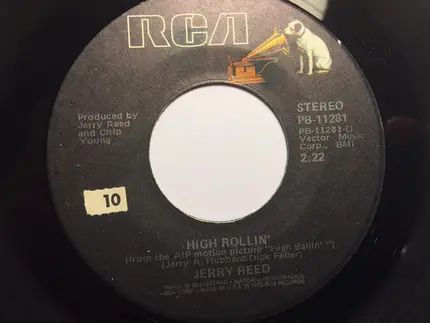 RCA
STEREO
PB-11281
PB-11281-B
Vector Music
Corp., BMI
2:22
Produced by
Jerry Reed
and Chip
Young
10
HIGH ROLLIN'
(from the AIP motion picture "High Ballin' ")
(Jerry R. Hubbard-Dick Feller)
JERRY REED